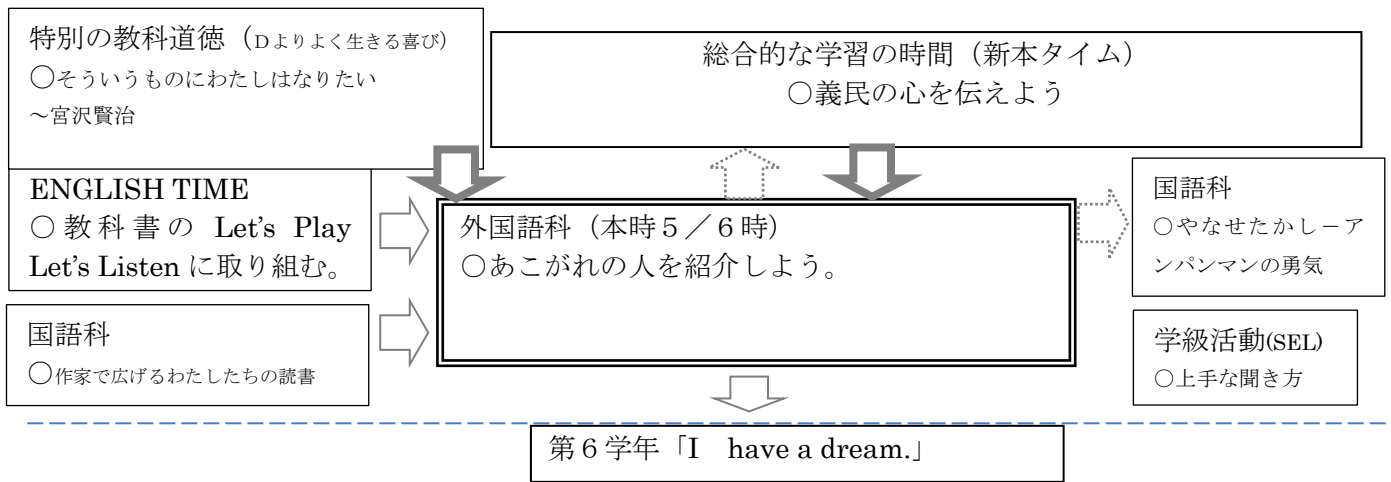 特別の教科道徳（Dよりよく生きる喜び）
○そういうものにわたしはなりたい
～宮沢賢治
総合的な学習の時間（新本タイム）
○義民の心を伝えよう
ENGLISH TIME
○教科書の Let's Play
Let's Listen に取り組む。
外国語科（本時５／６時）
○あこがれの人を紹介しよう。
国語科
○やなせたかし－ア
ンパンマンの勇気
国語科
○作家で広げるわたしたちの読書
学級活動(SEL)
○上手な聞き方
第６学年「I　have a dream.」